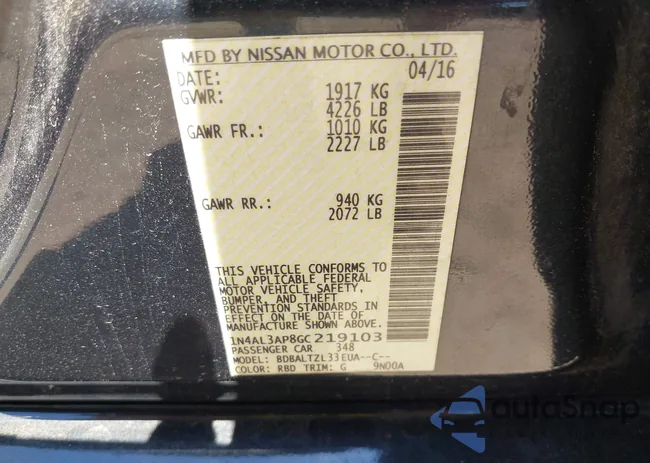 MFD BY NISSAN MOTOR CO., LTD.
DATE: 04/16
GVWR: 1917 KG
4226 LB
GAWR FR.: 1010 KG
2227 LB
GAWR RR.: 940 KG
2072 LB
THIS VEHICLE CONFORMS TO
ALL APPLICABLE FEDERAL
MOTOR VEHICLE SAFETY,
BUMPER, AND THEFT
PREVENTION STANDARDS IN
EFFECT ON THE DATE OF
MANUFACTURE SHOWN ABOVE.
1N4AL3AP8GC219103
PASSENGER CAR 348
MODEL: BDBALTZL33EUA--C--
COLOR: RBD TRIM: G 9N00A
autoSnap